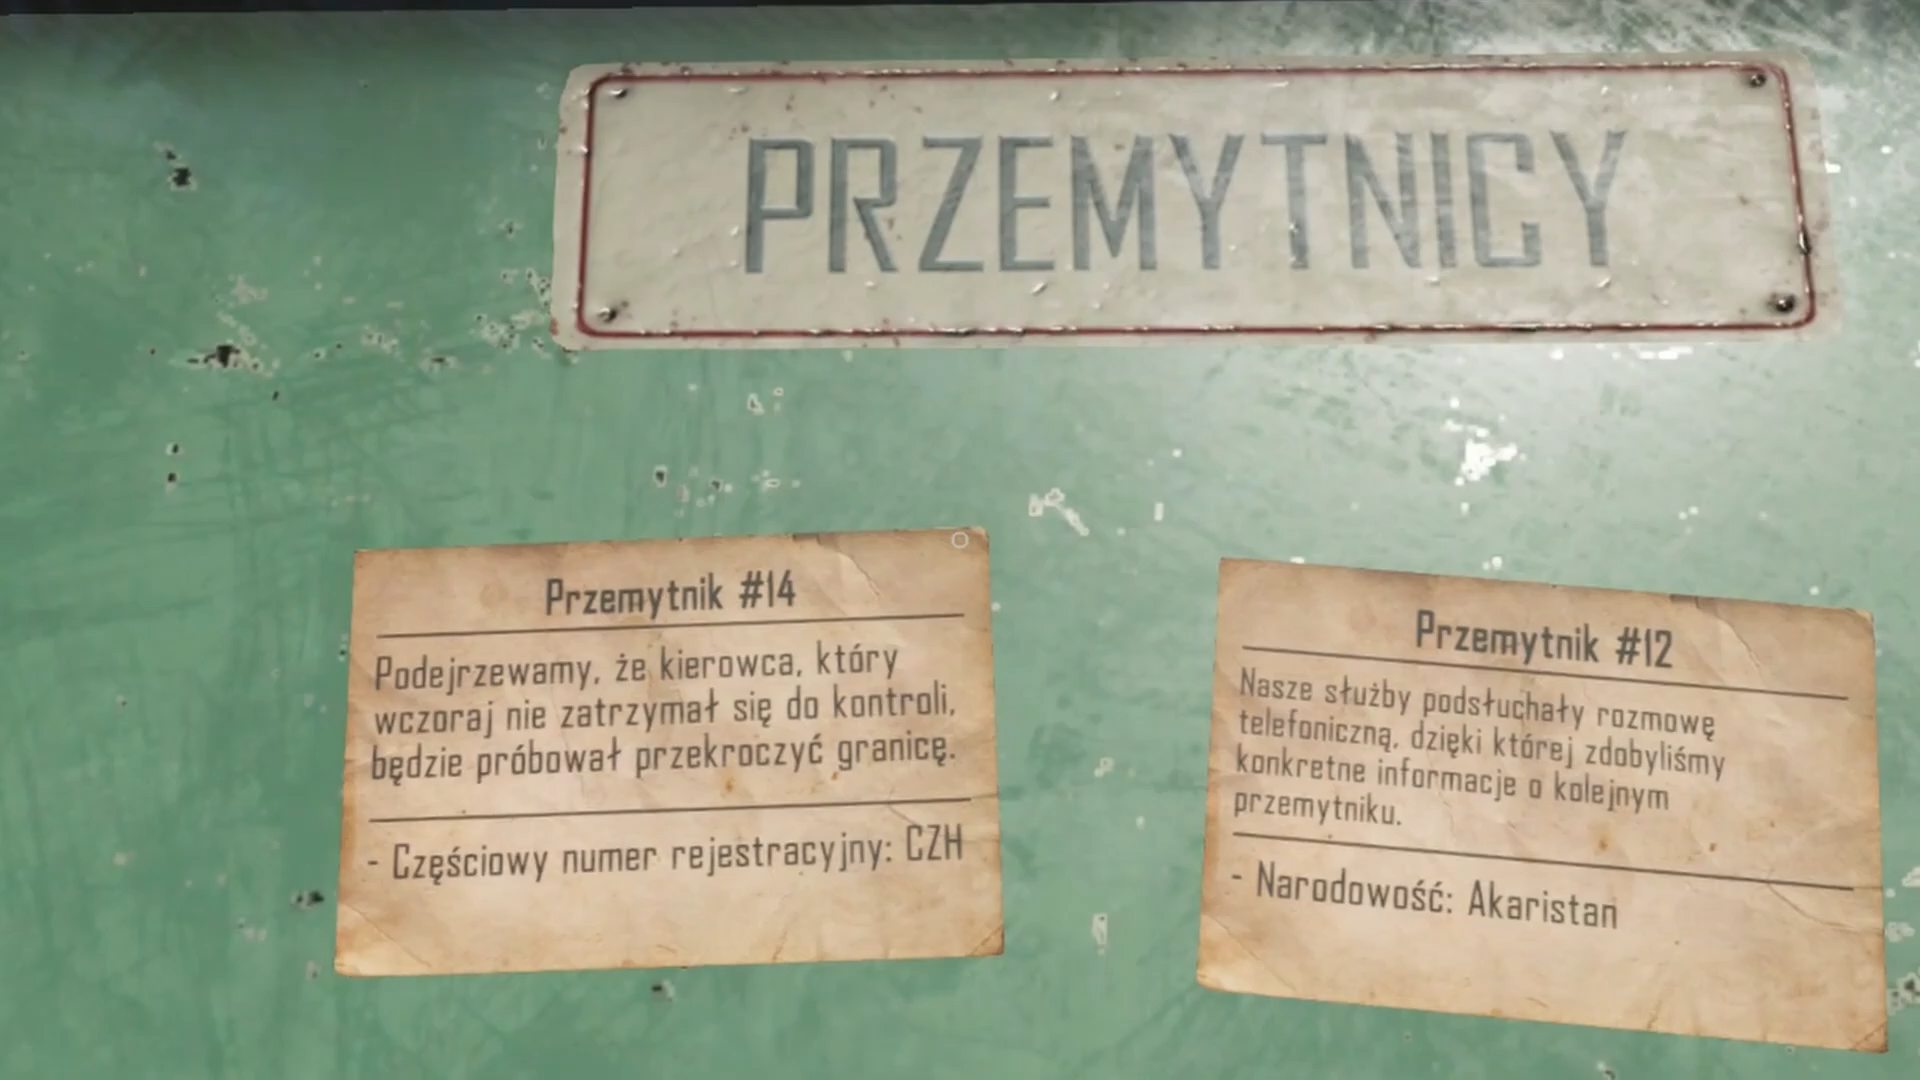 PRZEMYTNICY
Przemytnik #14
Podejrzewamy, że kierowca, który
wczoraj nie zatrzymał się do kontroli,
będzie próbował przekroczyć granicę.
- Częściowy numer rejestracyjny: CZH
Przemytnik #12
Nasze służby podsłuchały rozmowę
telefoniczną, dzięki której zdobyliśmy
konkretne informacje o kolejnym
przemytniku.
- Narodowość: Akaristan